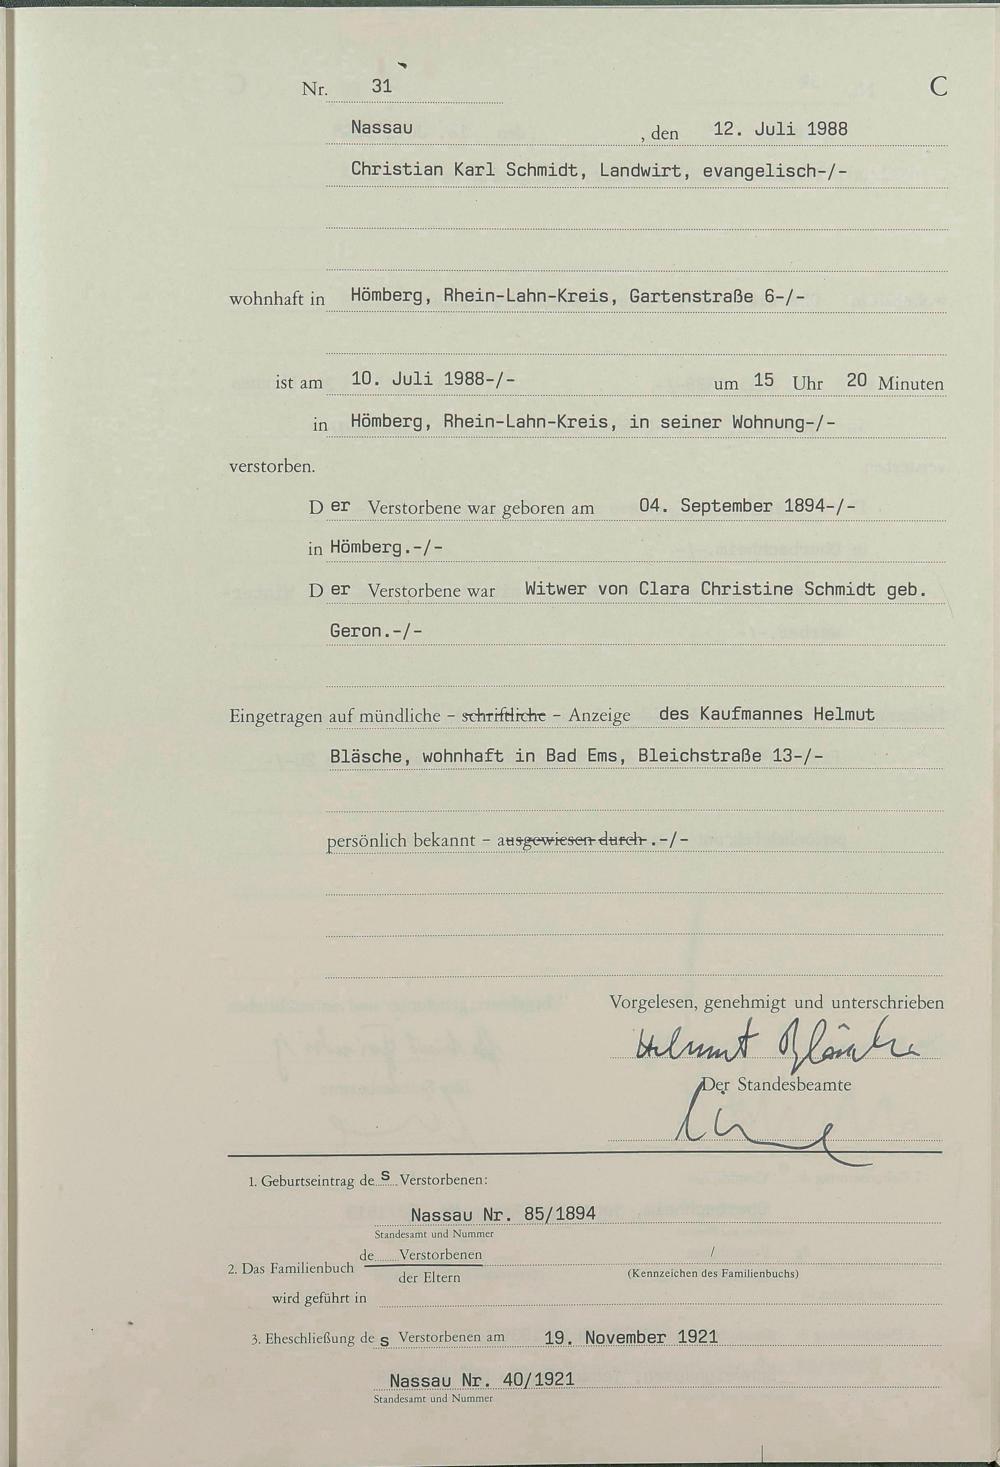 Nr. 31 C
Nassau , den 12. Juli 1988
Christian Karl Schmidt, Landwirt, evangelisch-/-
wohnhaft in Hömberg, Rhein-Lahn-Kreis, Gartenstraße 6-/-
ist am 10. Juli 1988-/- um 15 Uhr 20 Minuten
in Hömberg, Rhein-Lahn-Kreis, in seiner Wohnung-/-
verstorben.
D er Verstorbene war geboren am 04. September 1894-/-
in Hömberg.-/-
D er Verstorbene war Witwer von Clara Christine Schmidt geb.
Geron.-/-
Eingetragen auf mündliche – schriftliche – Anzeige des Kaufmannes Helmut
Bläsche, wohnhaft in Bad Ems, Bleichstraße 13-/-
persönlich bekannt – ausgewiesen durch .-/-
Vorgelesen, genehmigt und unterschrieben
Helmut Bläsche
Der Standesbeamte
1. Geburtseintrag de s Verstorbenen:
Nassau Nr. 85/1894
Standesamt und Nummer
de Verstorbenen /
2. Das Familienbuch
der Eltern (Kennzeichen des Familienbuchs)
wird geführt in
3. Eheschließung de s Verstorbenen am 19. November 1921
Nassau Nr. 40/1921
Standesamt und Nummer